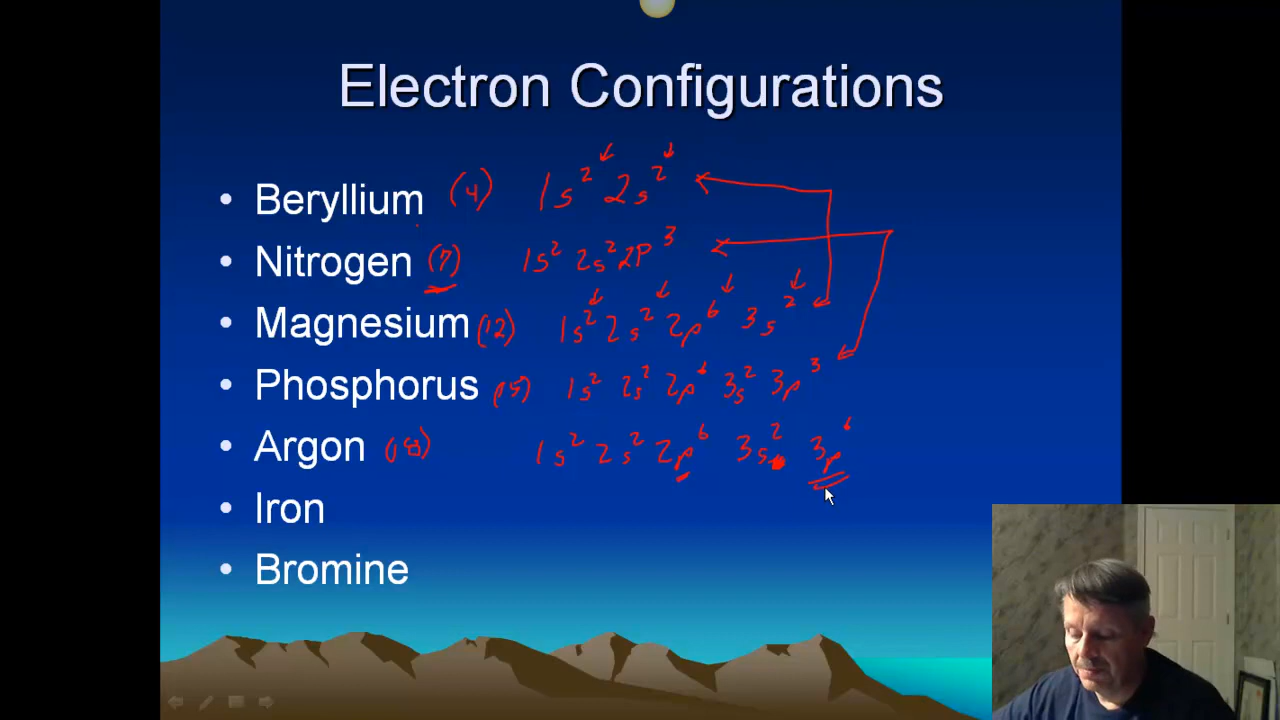 Electron Configurations
• Beryllium (4) 1s² 2s²
• Nitrogen (7) 1s² 2s² 2p³
• Magnesium (12) 1s² 2s² 2p⁶ 3s²
• Phosphorus (15) 1s² 2s² 2p⁶ 3s² 3p³
• Argon (18) 1s² 2s² 2p⁶ 3s² 3p⁶
• Iron
• Bromine